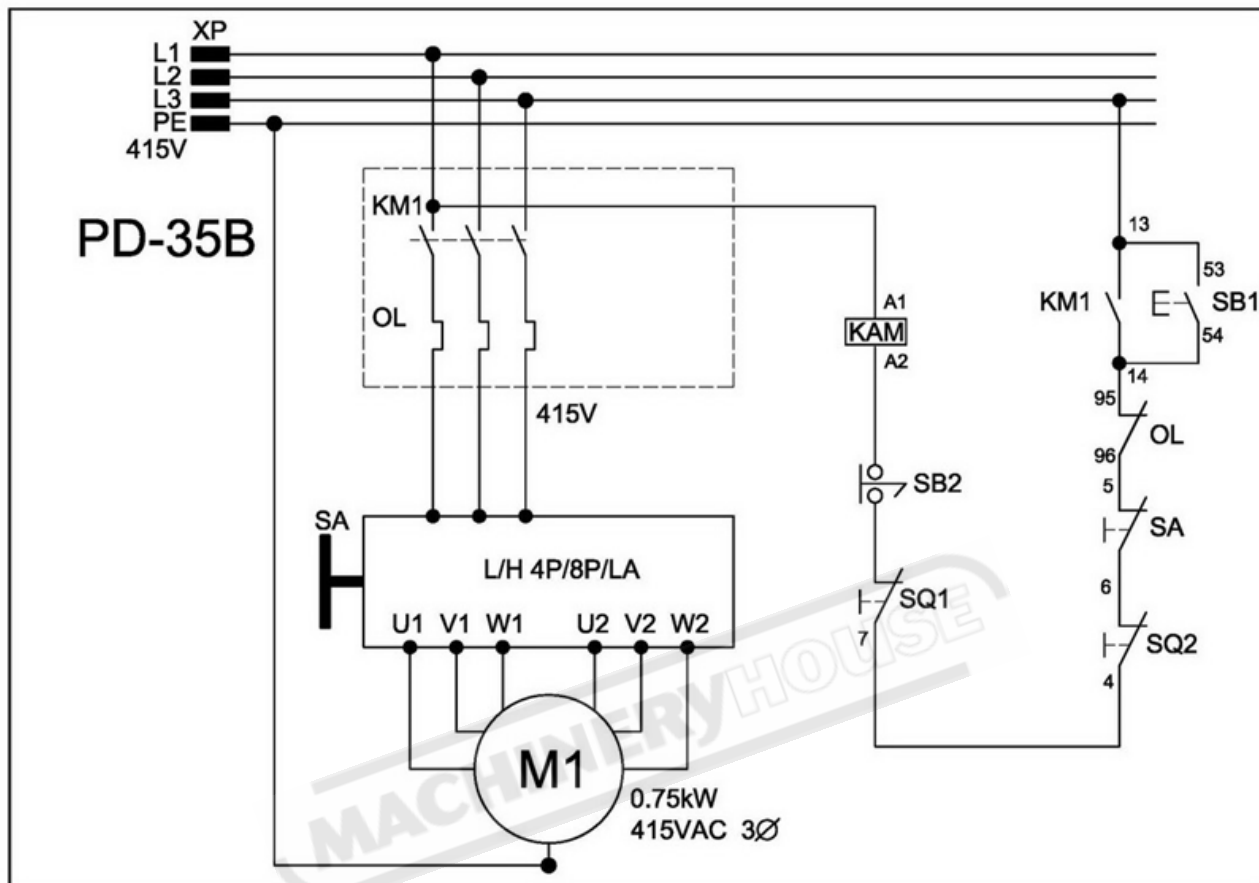 XP
L1
L2
L3
PE
415V
PD-35B
KM1
OL
415V
SA
L/H 4P/8P/LA
U1 V1 W1 U2 V2 W2
M1
0.75kW
415VAC 3Ø
A1
KAM
A2
SB2
SQ1
7
13
53
KM1
SB1
54
14
95
OL
96
5
SA
6
SQ2
4
MACHINERYHOUSE